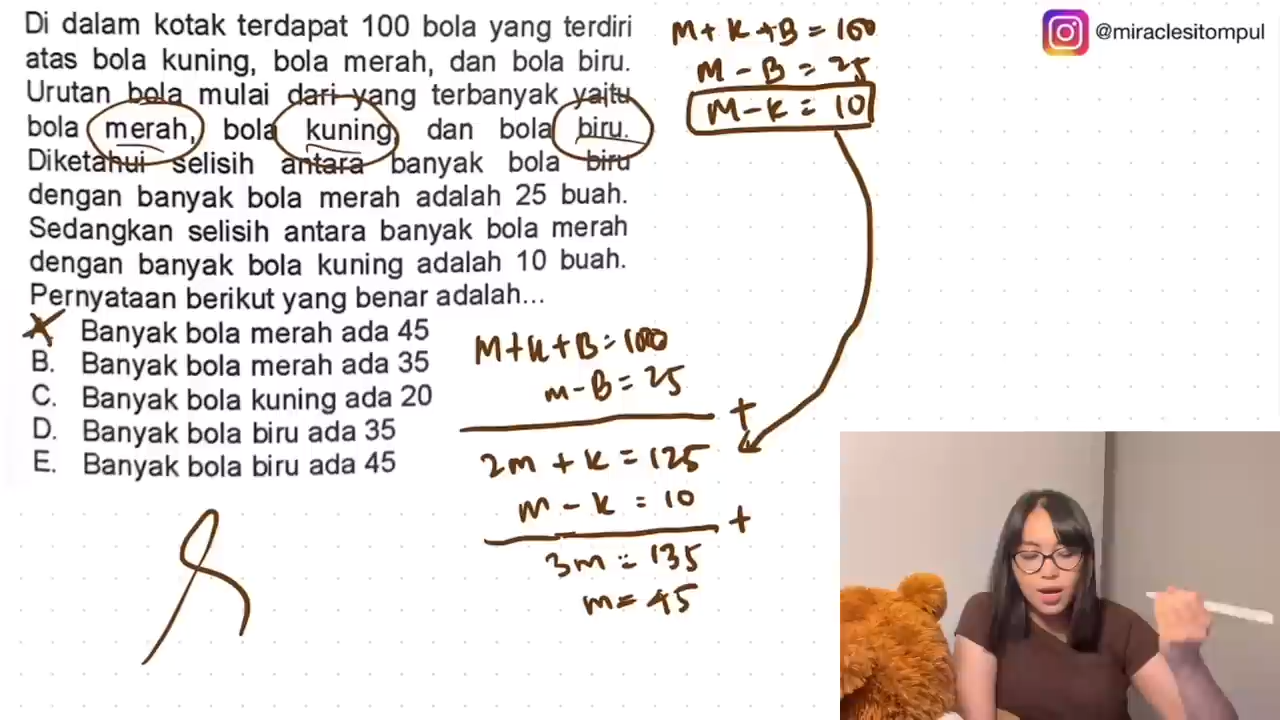 Di dalam kotak terdapat 100 bola yang terdiri
atas bola kuning, bola merah, dan bola biru.
Urutan bola mulai dari yang terbanyak yaitu
bola merah, bola kuning, dan bola biru.
Diketahui selisih antara banyak bola biru
dengan banyak bola merah adalah 25 buah.
Sedangkan selisih antara banyak bola merah
dengan banyak bola kuning adalah 10 buah.
Pernyataan berikut yang benar adalah...
Banyak bola merah ada 45
B. Banyak bola merah ada 35
C. Banyak bola kuning ada 20
D. Banyak bola biru ada 35
E. Banyak bola biru ada 45
M+K+B=100
M-B=25
M-K=10
@miraclesitompul
M+K+B=100
m-B=25
+
2m+k=125
m-k=10
+
3m=135
m=45